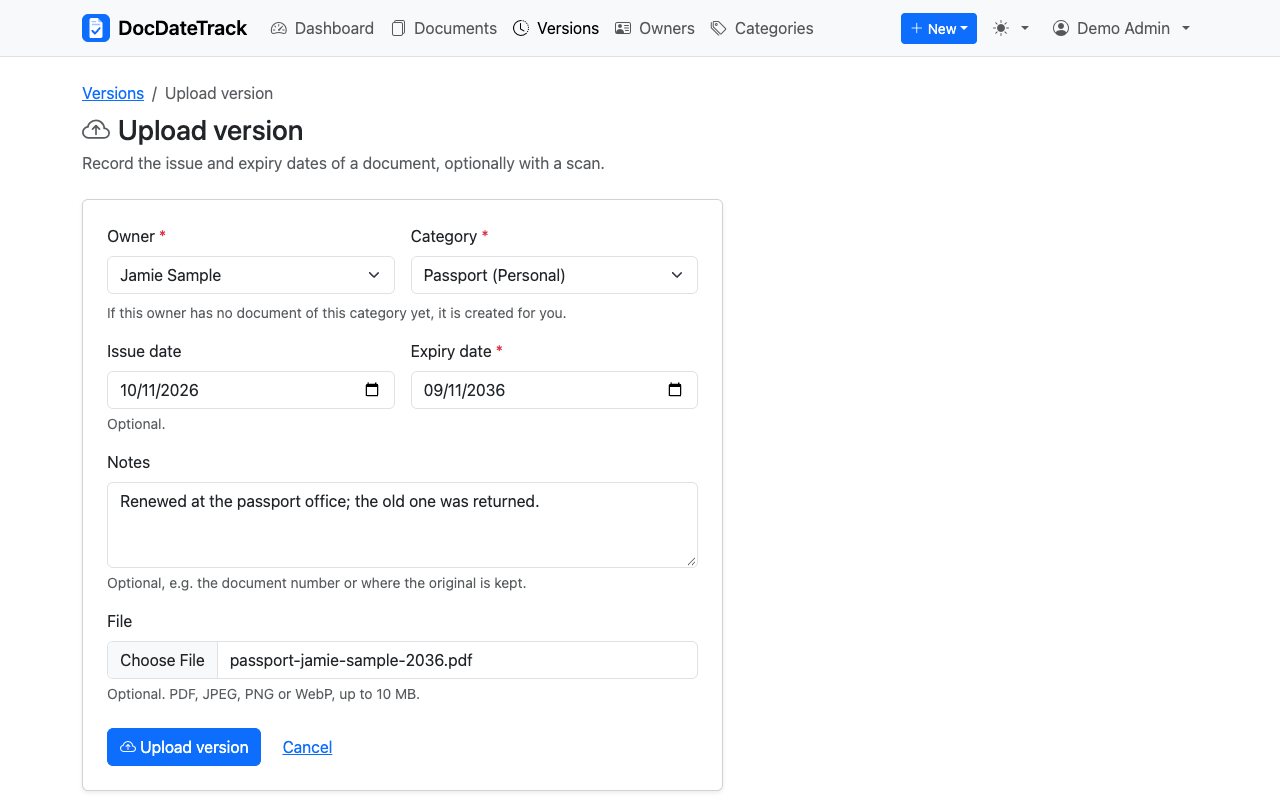 DocDateTrack Dashboard Documents Versions Owners Categories + New Demo Admin
Versions / Upload version
Upload version
Record the issue and expiry dates of a document, optionally with a scan.
Owner * Category *
Jamie Sample Passport (Personal)
If this owner has no document of this category yet, it is created for you.
Issue date Expiry date *
10/11/2026 09/11/2036
Optional.
Notes
Renewed at the passport office; the old one was returned.
Optional, e.g. the document number or where the original is kept.
File
Choose File passport-jamie-sample-2036.pdf
Optional. PDF, JPEG, PNG or WebP, up to 10 MB.
Upload version Cancel